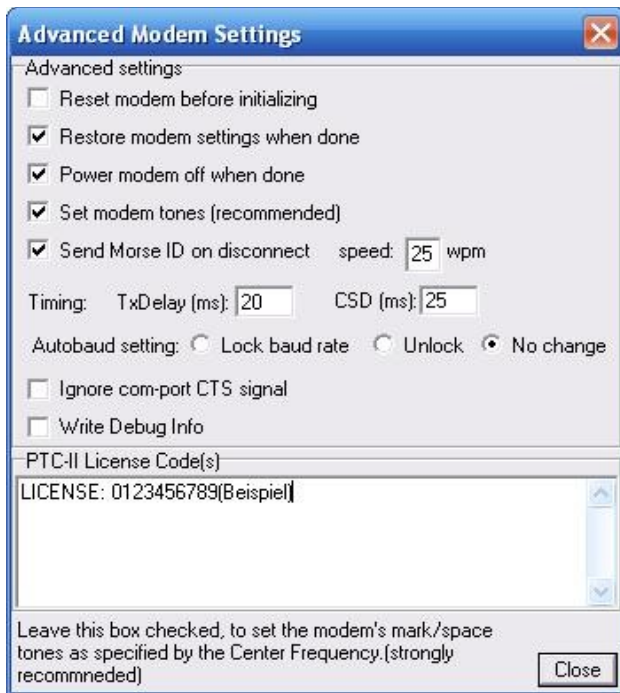 Advanced Modem Settings
Advanced settings
Reset modem before initializing
Restore modem settings when done
Power modem off when done
Set modem tones (recommended)
Send Morse ID on disconnect speed: 25 wpm
Timing: TxDelay (ms): 20 CSD (ms): 25
Autobaud setting: Lock baud rate Unlock No change
Ignore com-port CTS signal
Write Debug Info
PTC-II License Code(s)
LICENSE: 0123456789(Beispiel)
Leave this box checked, to set the modem's mark/space
tones as specified by the Center Frequency.(strongly
recommneded)
Close